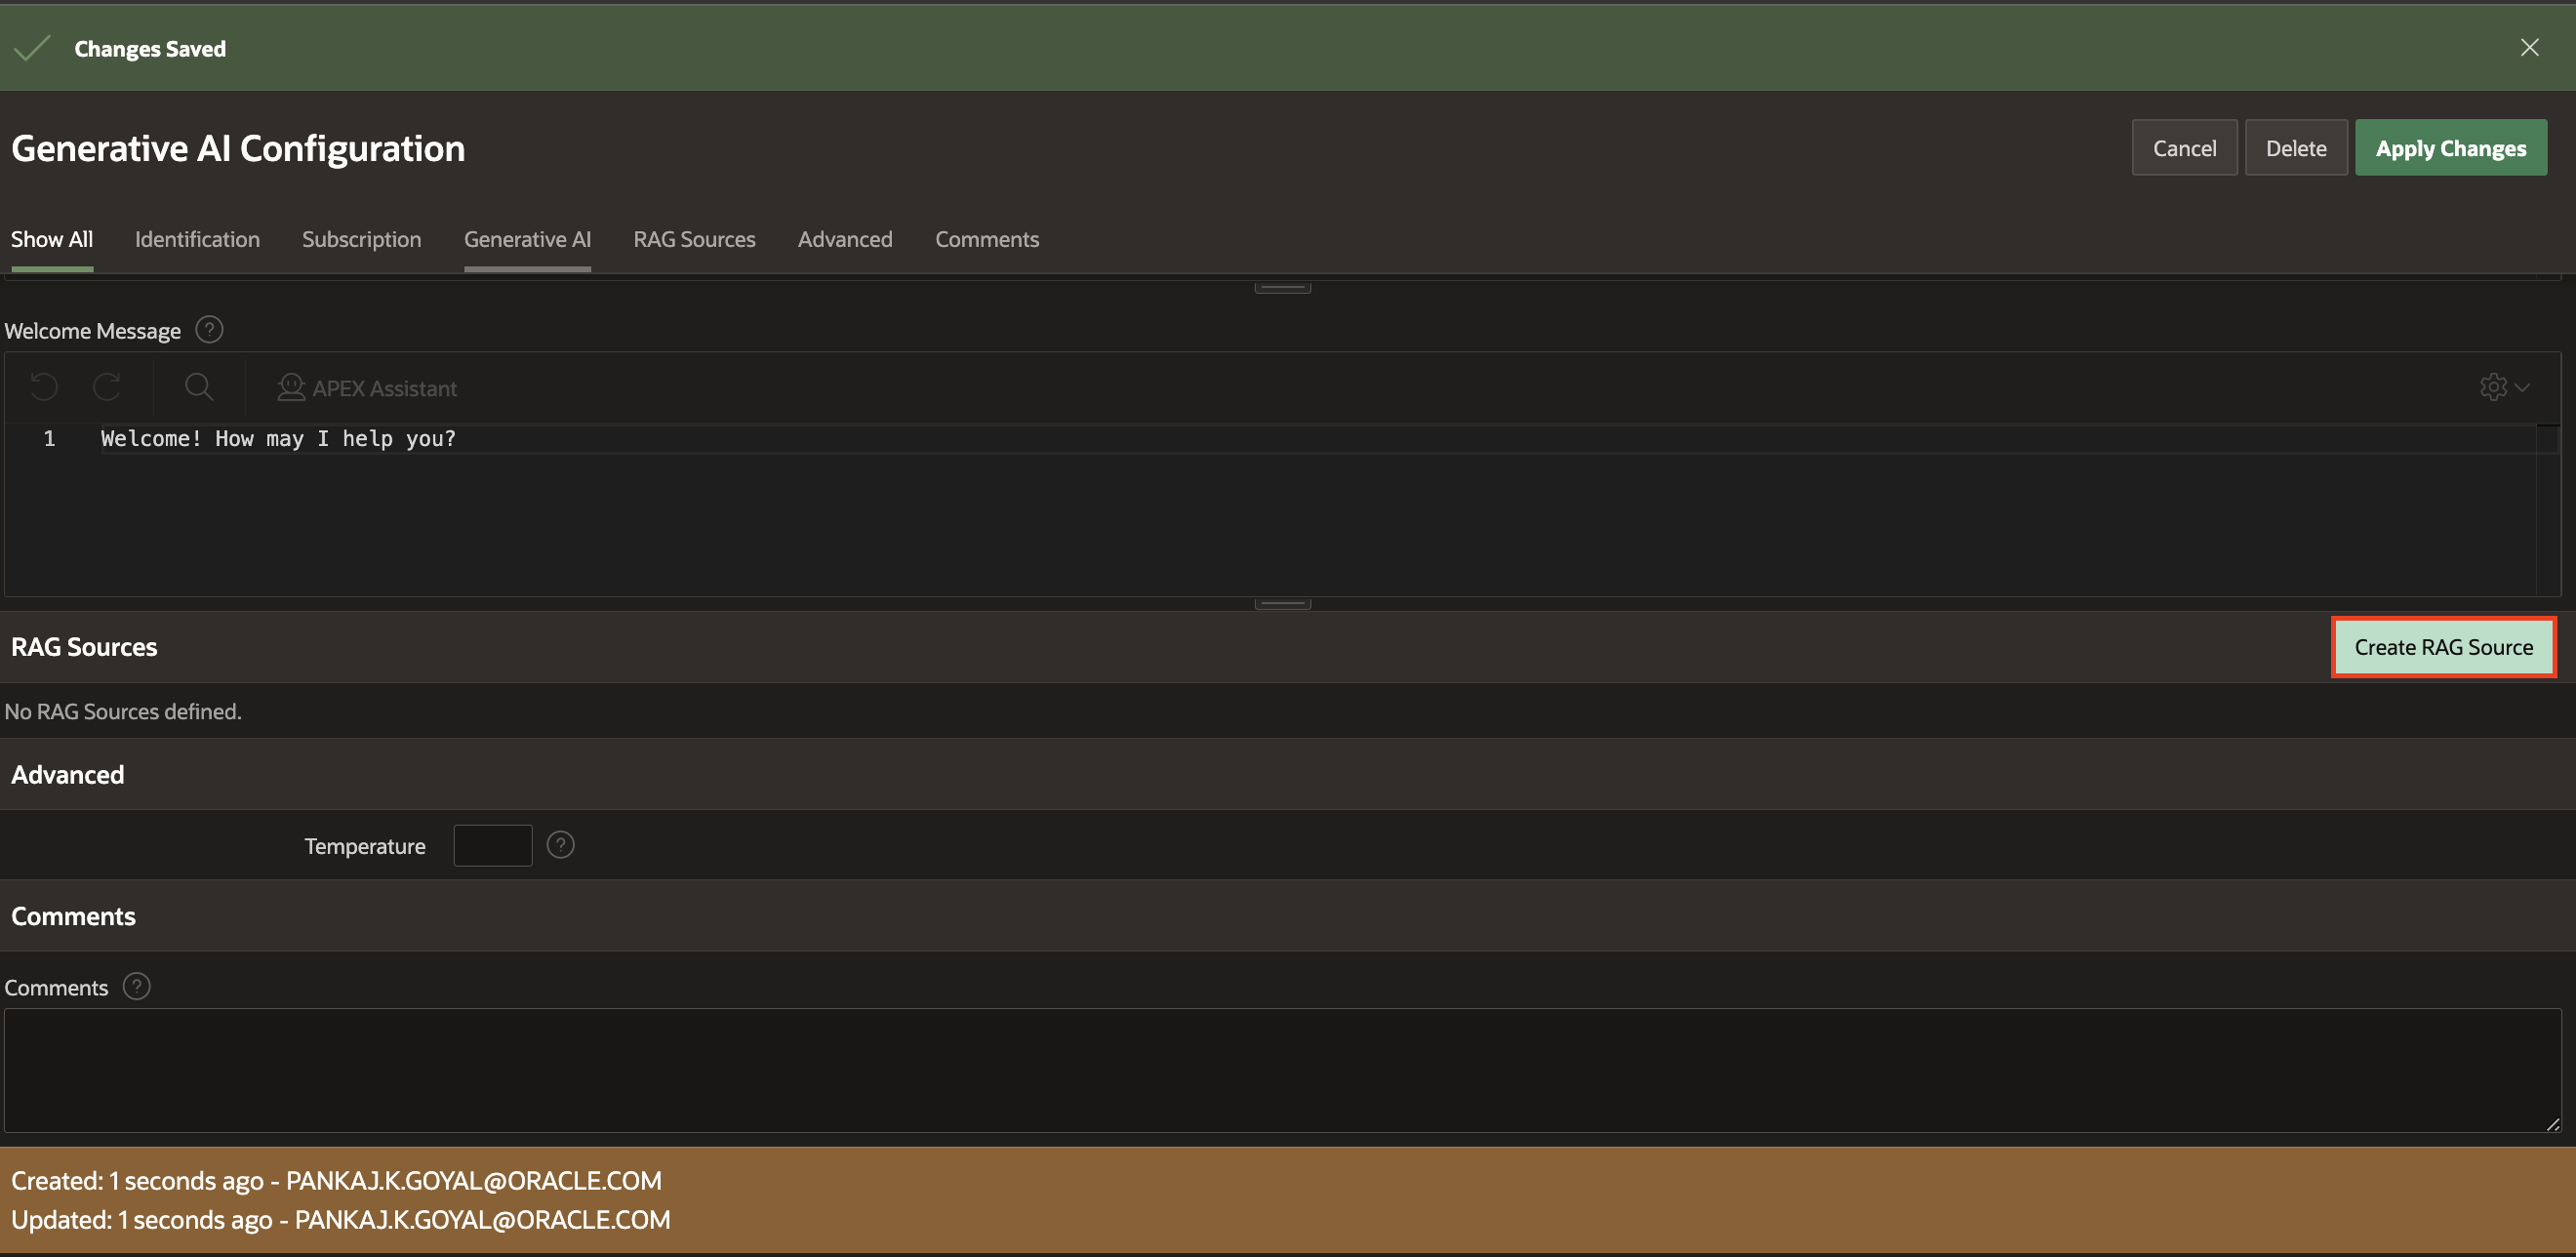 Changes Saved
Generative AI Configuration
Cancel
Delete
Apply Changes
Show All
Identification
Subscription
Generative AI
RAG Sources
Advanced
Comments
Welcome Message
APEX Assistant
1
Welcome! How may I help you?
RAG Sources
Create RAG Source
No RAG Sources defined.
Advanced
Temperature
Comments
Comments
Created: 1 seconds ago - PANKAJ.K.GOYAL@ORACLE.COM
Updated: 1 seconds ago - PANKAJ.K.GOYAL@ORACLE.COM